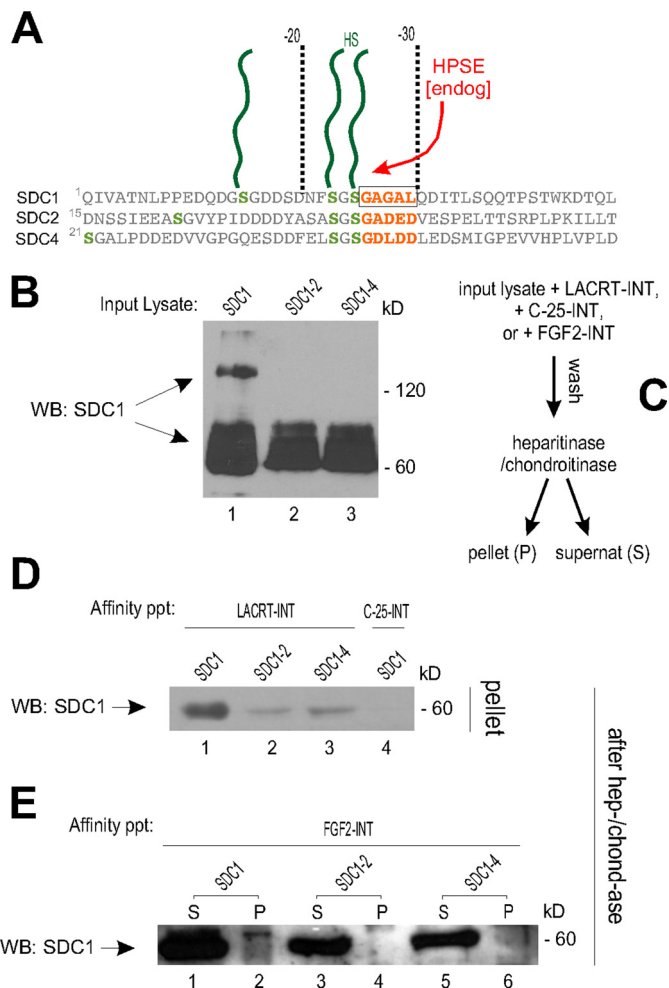 A
-20
HS
-30
HPSE
[endog]
SDC1 1QIVATNLPPEDQDGSGDDSDNFSGSGAGALQDITLSQQTPSTWKDTQL
SDC2 15DNSSIEEASGVYPIDDDDYASASGSGADEDVESPELTTSRPLPKILLT
SDC4 21SGALPDDEDVVGPGQESDDFELSGSGDLDDLEDSMIGPEVVHPLVPLD
B
Input Lysate: SDC1 SDC1-2 SDC1-4 kD
WB: SDC1
- 120
- 60
1 2 3
C
input lysate + LACRT-INT,
+ C-25-INT,
or + FGF2-INT
wash
heparitinase
/chondroitinase
pellet (P) supernat (S)
D
Affinity ppt: LACRT-INT C-25-INT
SDC1 SDC1-2 SDC1-4 SDC1 kD
WB: SDC1 - 60
pellet
1 2 3 4
E
Affinity ppt: FGF2-INT
SDC1 SDC1-2 SDC1-4
S P S P S P kD
WB: SDC1 - 60
1 2 3 4 5 6
after hep-/chond-ase